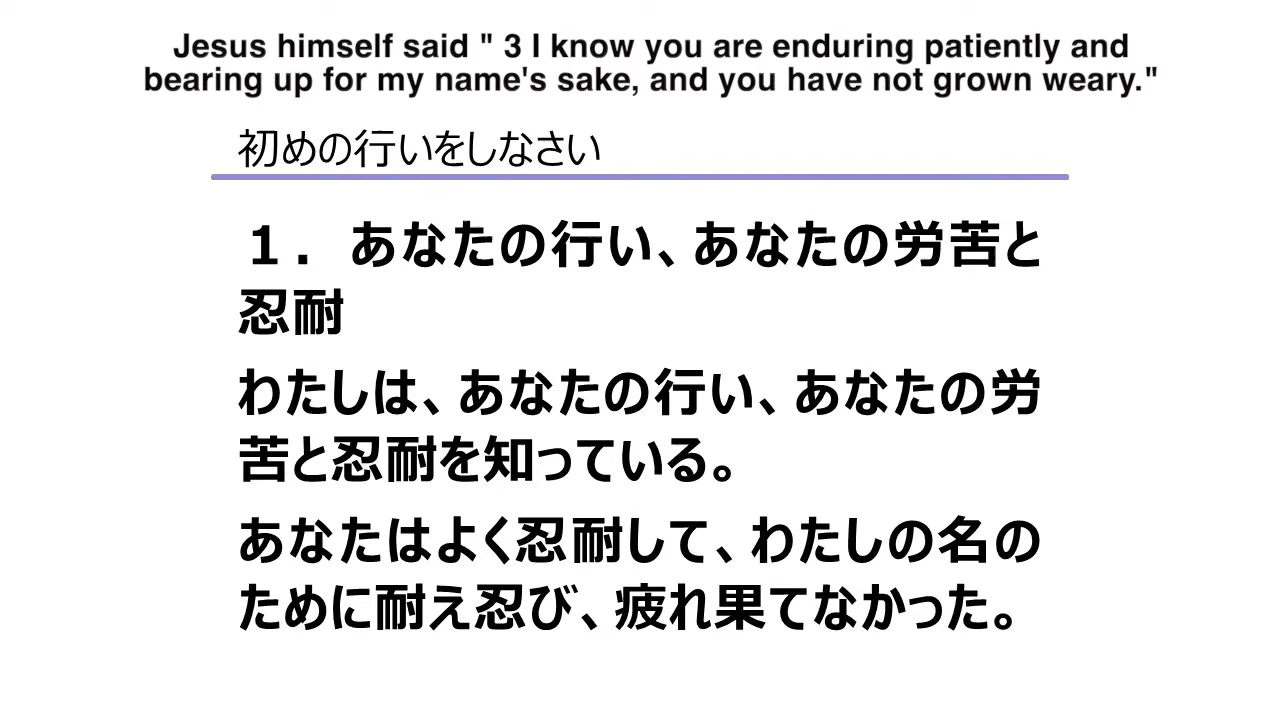 Jesus himself said " 3 I know you are enduring patiently and
bearing up for my name's sake, and you have not grown weary."
初めの行いをしなさい
１．あなたの行い、あなたの労苦と
忍耐
わたしは、あなたの行い、あなたの労
苦と忍耐を知っている。
あなたはよく忍耐して、わたしの名の
ために耐え忍び、疲れ果てなかった。